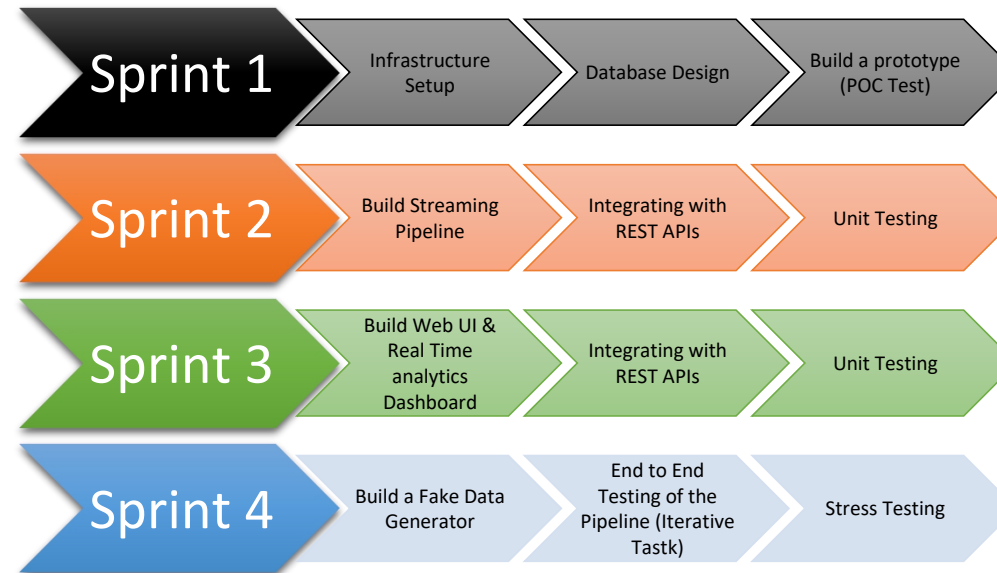 Sprint 1
Infrastructure
Setup
Database Design
Build a prototype
(POC Test)
Sprint 2
Build Streaming
Pipeline
Integrating with
REST APIs
Unit Testing
Sprint 3
Build Web UI &
Real Time
analytics
Dashboard
Integrating with
REST APIs
Unit Testing
Sprint 4
Build a Fake Data
Generator
End to End
Testing of the
Pipeline (Iterative
Tastk)
Stress Testing